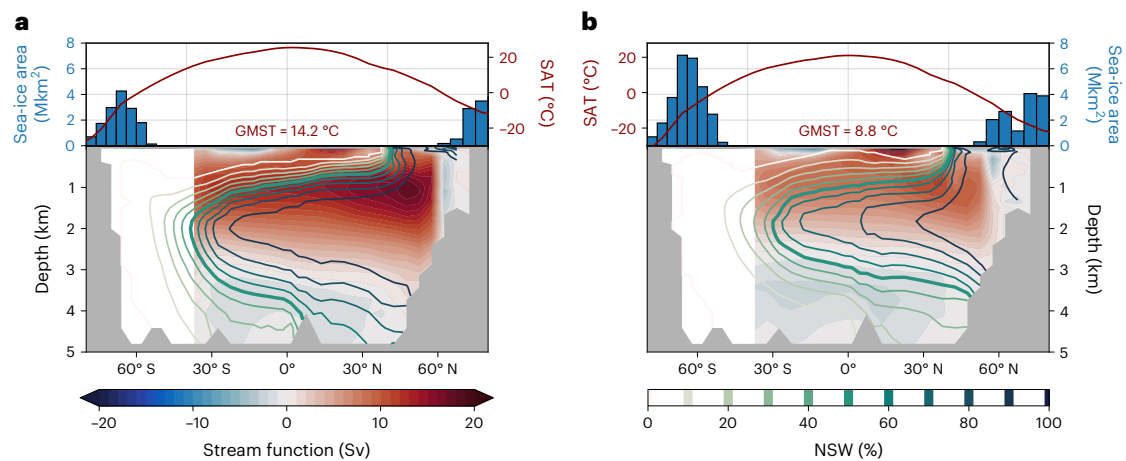 a
b
8
6
4
2
0
Sea-ice area
(Mkm²)
20
0
−20
SAT (°C)
GMST = 14.2 °C
SAT (°C)
20
0
−20
GMST = 8.8 °C
8
6
4
2
0
Sea-ice area
(Mkm²)
Depth (km)
1
2
3
4
5
60° S
30° S
0°
30° N
60° N
60° S
30° S
0°
30° N
60° N
1
2
3
4
5
Depth (km)
−20
−10
0
10
20
Stream function (Sv)
0
20
40
60
80
100
NSW (%)